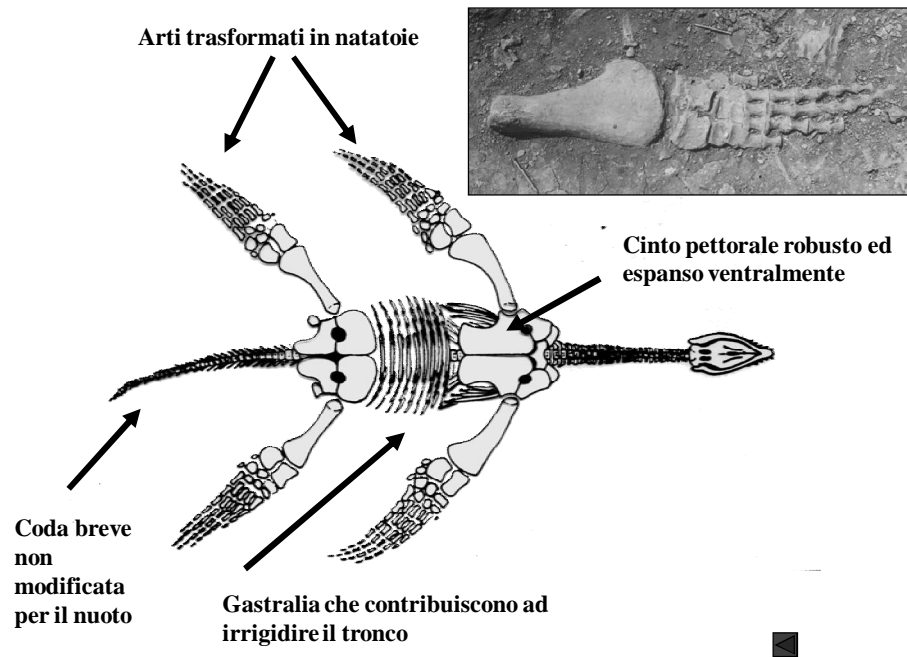 Arti trasformati in natatoie
Cinto pettorale robusto ed
espanso ventralmente
Coda breve
non
modificata
per il nuoto
Gastralia che contribuiscono ad
irrigidire il tronco